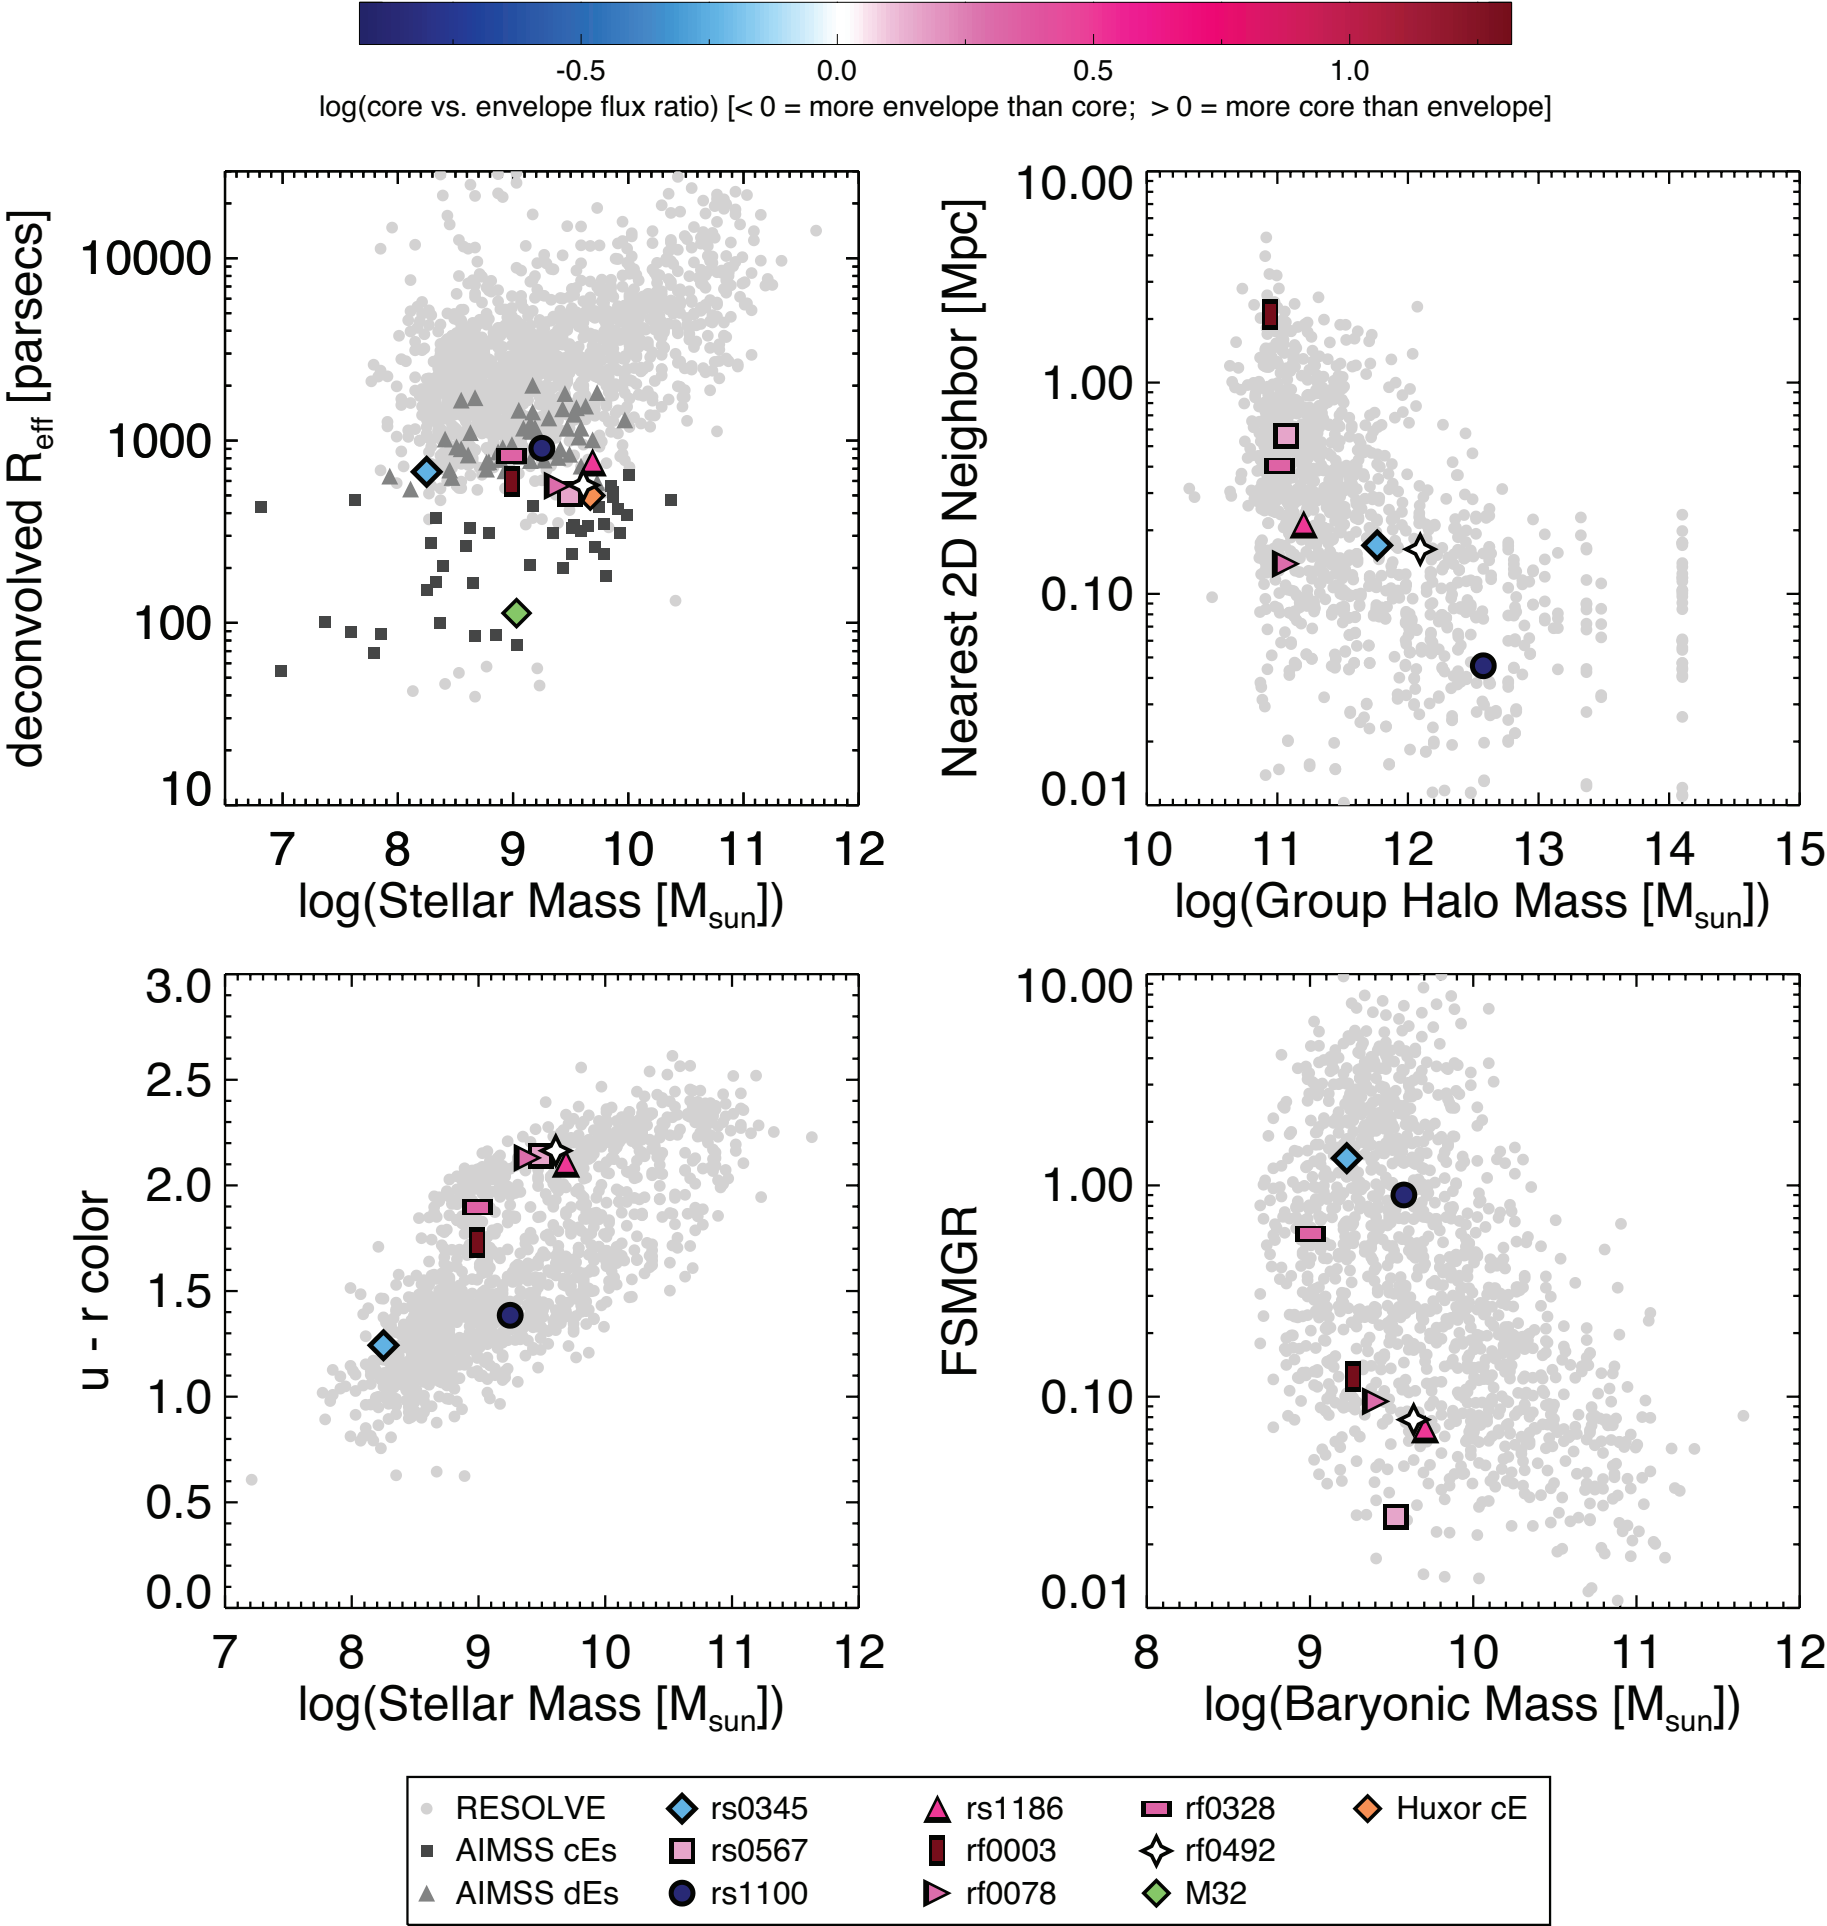 -0.5 0.0 0.5 1.0
log(core vs. envelope flux ratio) [< 0 = more envelope than core; > 0 = more core than envelope]
deconvolved R_eff [parsecs]
10000
1000
100
10
7 8 9 10 11 12
log(Stellar Mass [M_sun])
Nearest 2D Neighbor [Mpc]
10.00
1.00
0.10
0.01
10 11 12 13 14 15
log(Group Halo Mass [M_sun])
u - r color
3.0
2.5
2.0
1.5
1.0
0.5
0.0
7 8 9 10 11 12
log(Stellar Mass [M_sun])
FSMGR
10.00
1.00
0.10
0.01
8 9 10 11 12
log(Baryonic Mass [M_sun])
RESOLVE rs0345 rs1186 rf0328 Huxor cE
AIMSS cEs rs0567 rf0003 rf0492
AIMSS dEs rs1100 rf0078 M32